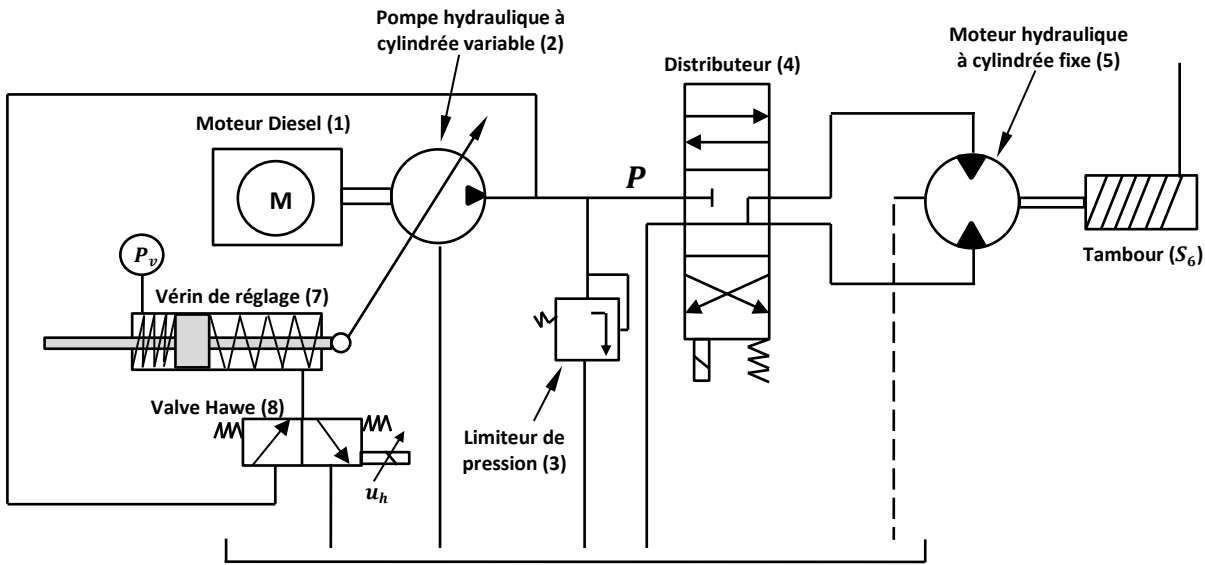 Pompe hydraulique à
cylindrée variable (2)
Moteur hydraulique
à cylindrée fixe (5)
Distributeur (4)
Moteur Diesel (1)
M
P
P_v
Tambour (S_6)
Vérin de réglage (7)
Valve Hawe (8)
Limiteur de
pression (3)
u_h